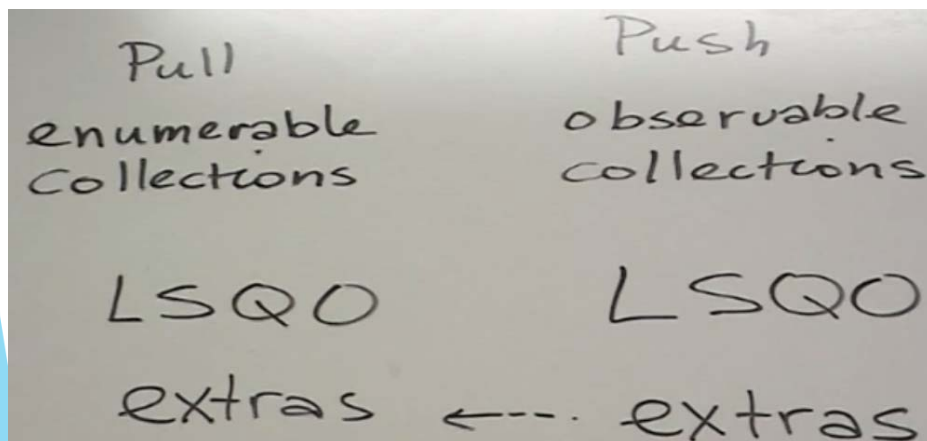 Pull
enumerable
collections
LSQO
extras
Push
observable
collections
LSQO
extras